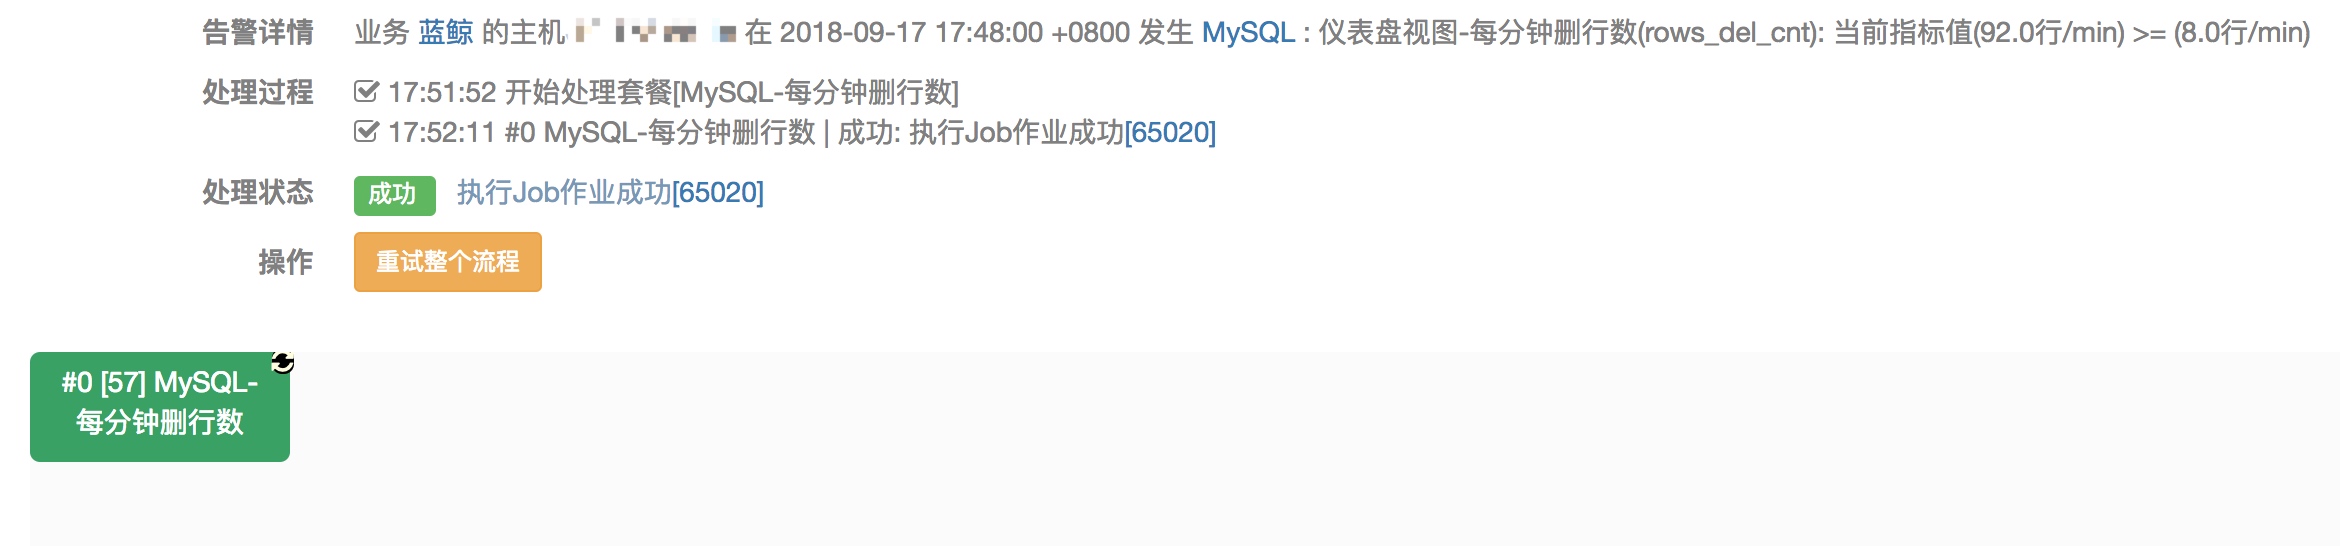 告警详情 业务 蓝鲸 的主机 在 2018-09-17 17:48:00 +0800 发生 MySQL : 仪表盘视图-每分钟删行数(rows_del_cnt): 当前指标值(92.0行/min) >= (8.0行/min)
处理过程 17:51:52 开始处理套餐[MySQL-每分钟删行数]
17:52:11 #0 MySQL-每分钟删行数 | 成功: 执行Job作业成功[65020]
处理状态 成功 执行Job作业成功[65020]
操作 重试整个流程
#0 [57] MySQL-
每分钟删行数